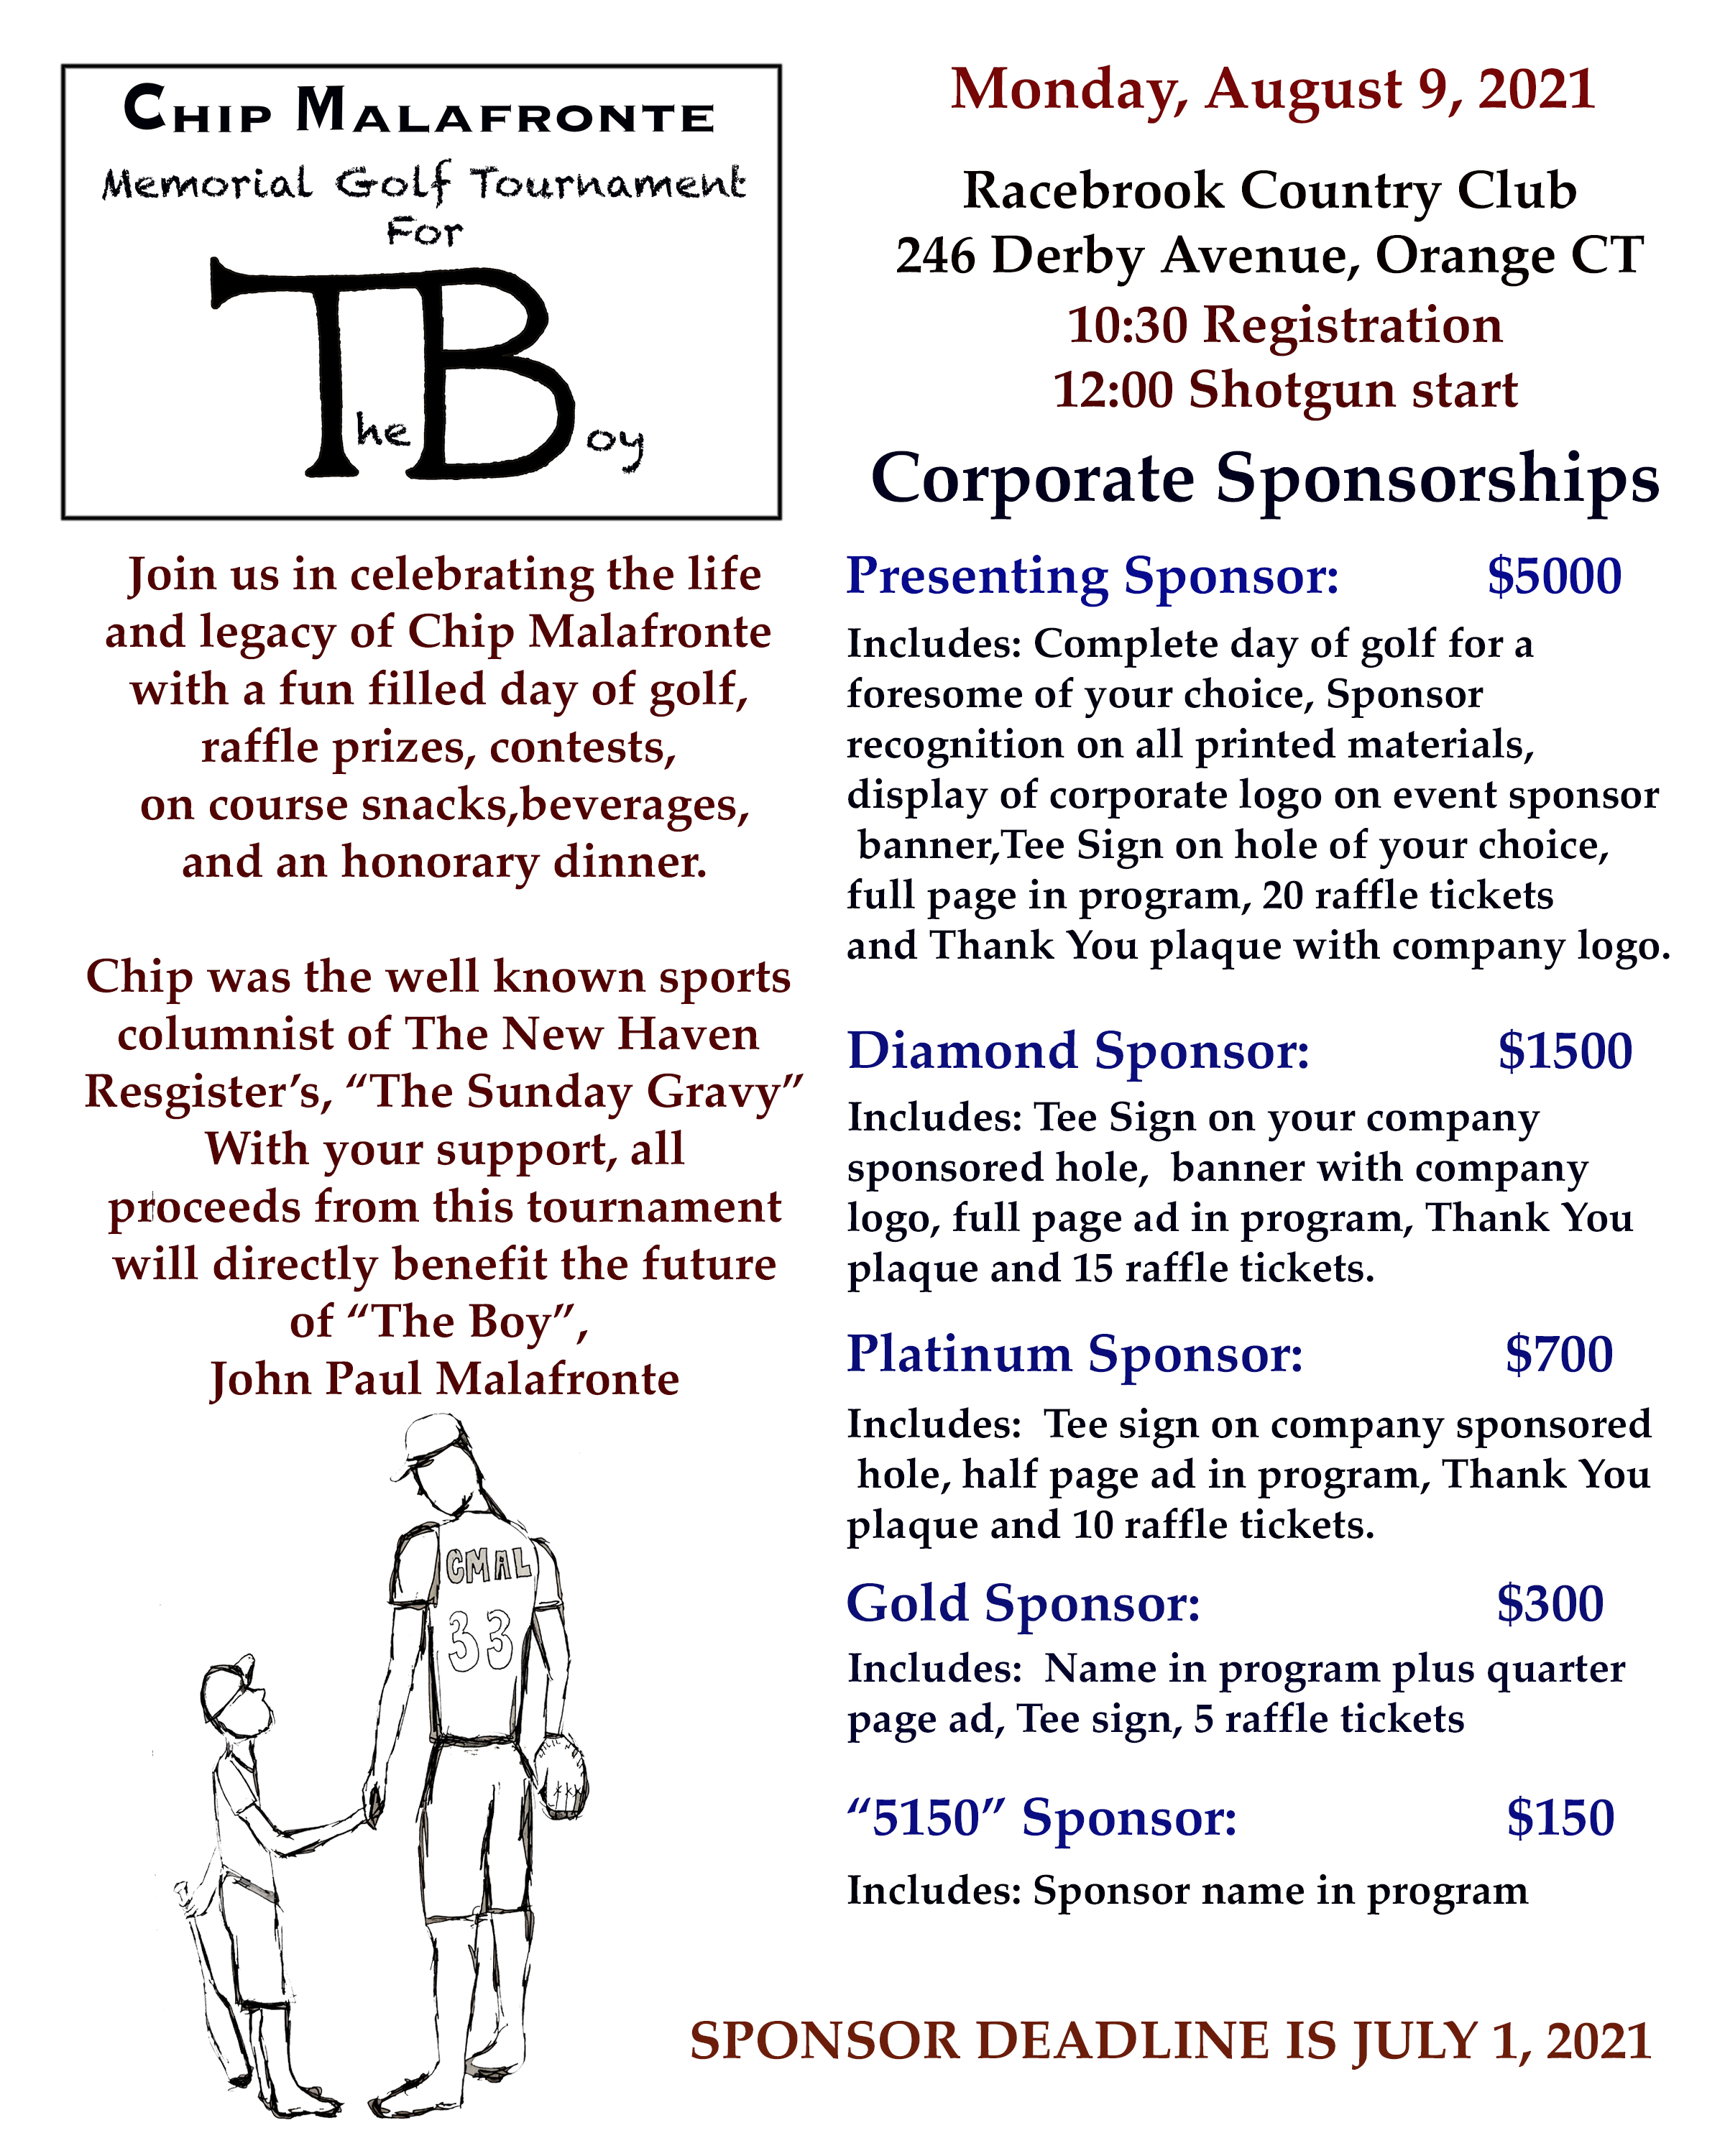 Chip Malafronte
Memorial Golf Tournament
For
The Boy
Join us in celebrating the life
and legacy of Chip Malafronte
with a fun filled day of golf,
raffle prizes, contests,
on course snacks,beverages,
and an honorary dinner.
Chip was the well known sports
columnist of The New Haven
Resgister’s, “The Sunday Gravy”
With your support, all
proceeds from this tournament
will directly benefit the future
of “The Boy”,
John Paul Malafronte
CMAL
33
Monday, August 9, 2021
Racebrook Country Club
246 Derby Avenue, Orange CT
10:30 Registration
12:00 Shotgun start
Corporate Sponsorships
Presenting Sponsor: $5000
Includes: Complete day of golf for a
foresome of your choice, Sponsor
recognition on all printed materials,
display of corporate logo on event sponsor
banner,Tee Sign on hole of your choice,
full page in program, 20 raffle tickets
and Thank You plaque with company logo.
Diamond Sponsor: $1500
Includes: Tee Sign on your company
sponsored hole, banner with company
logo, full page ad in program, Thank You
plaque and 15 raffle tickets.
Platinum Sponsor: $700
Includes: Tee sign on company sponsored
hole, half page ad in program, Thank You
plaque and 10 raffle tickets.
Gold Sponsor: $300
Includes: Name in program plus quarter
page ad, Tee sign, 5 raffle tickets
“5150” Sponsor: $150
Includes: Sponsor name in program
SPONSOR DEADLINE IS JULY 1, 2021